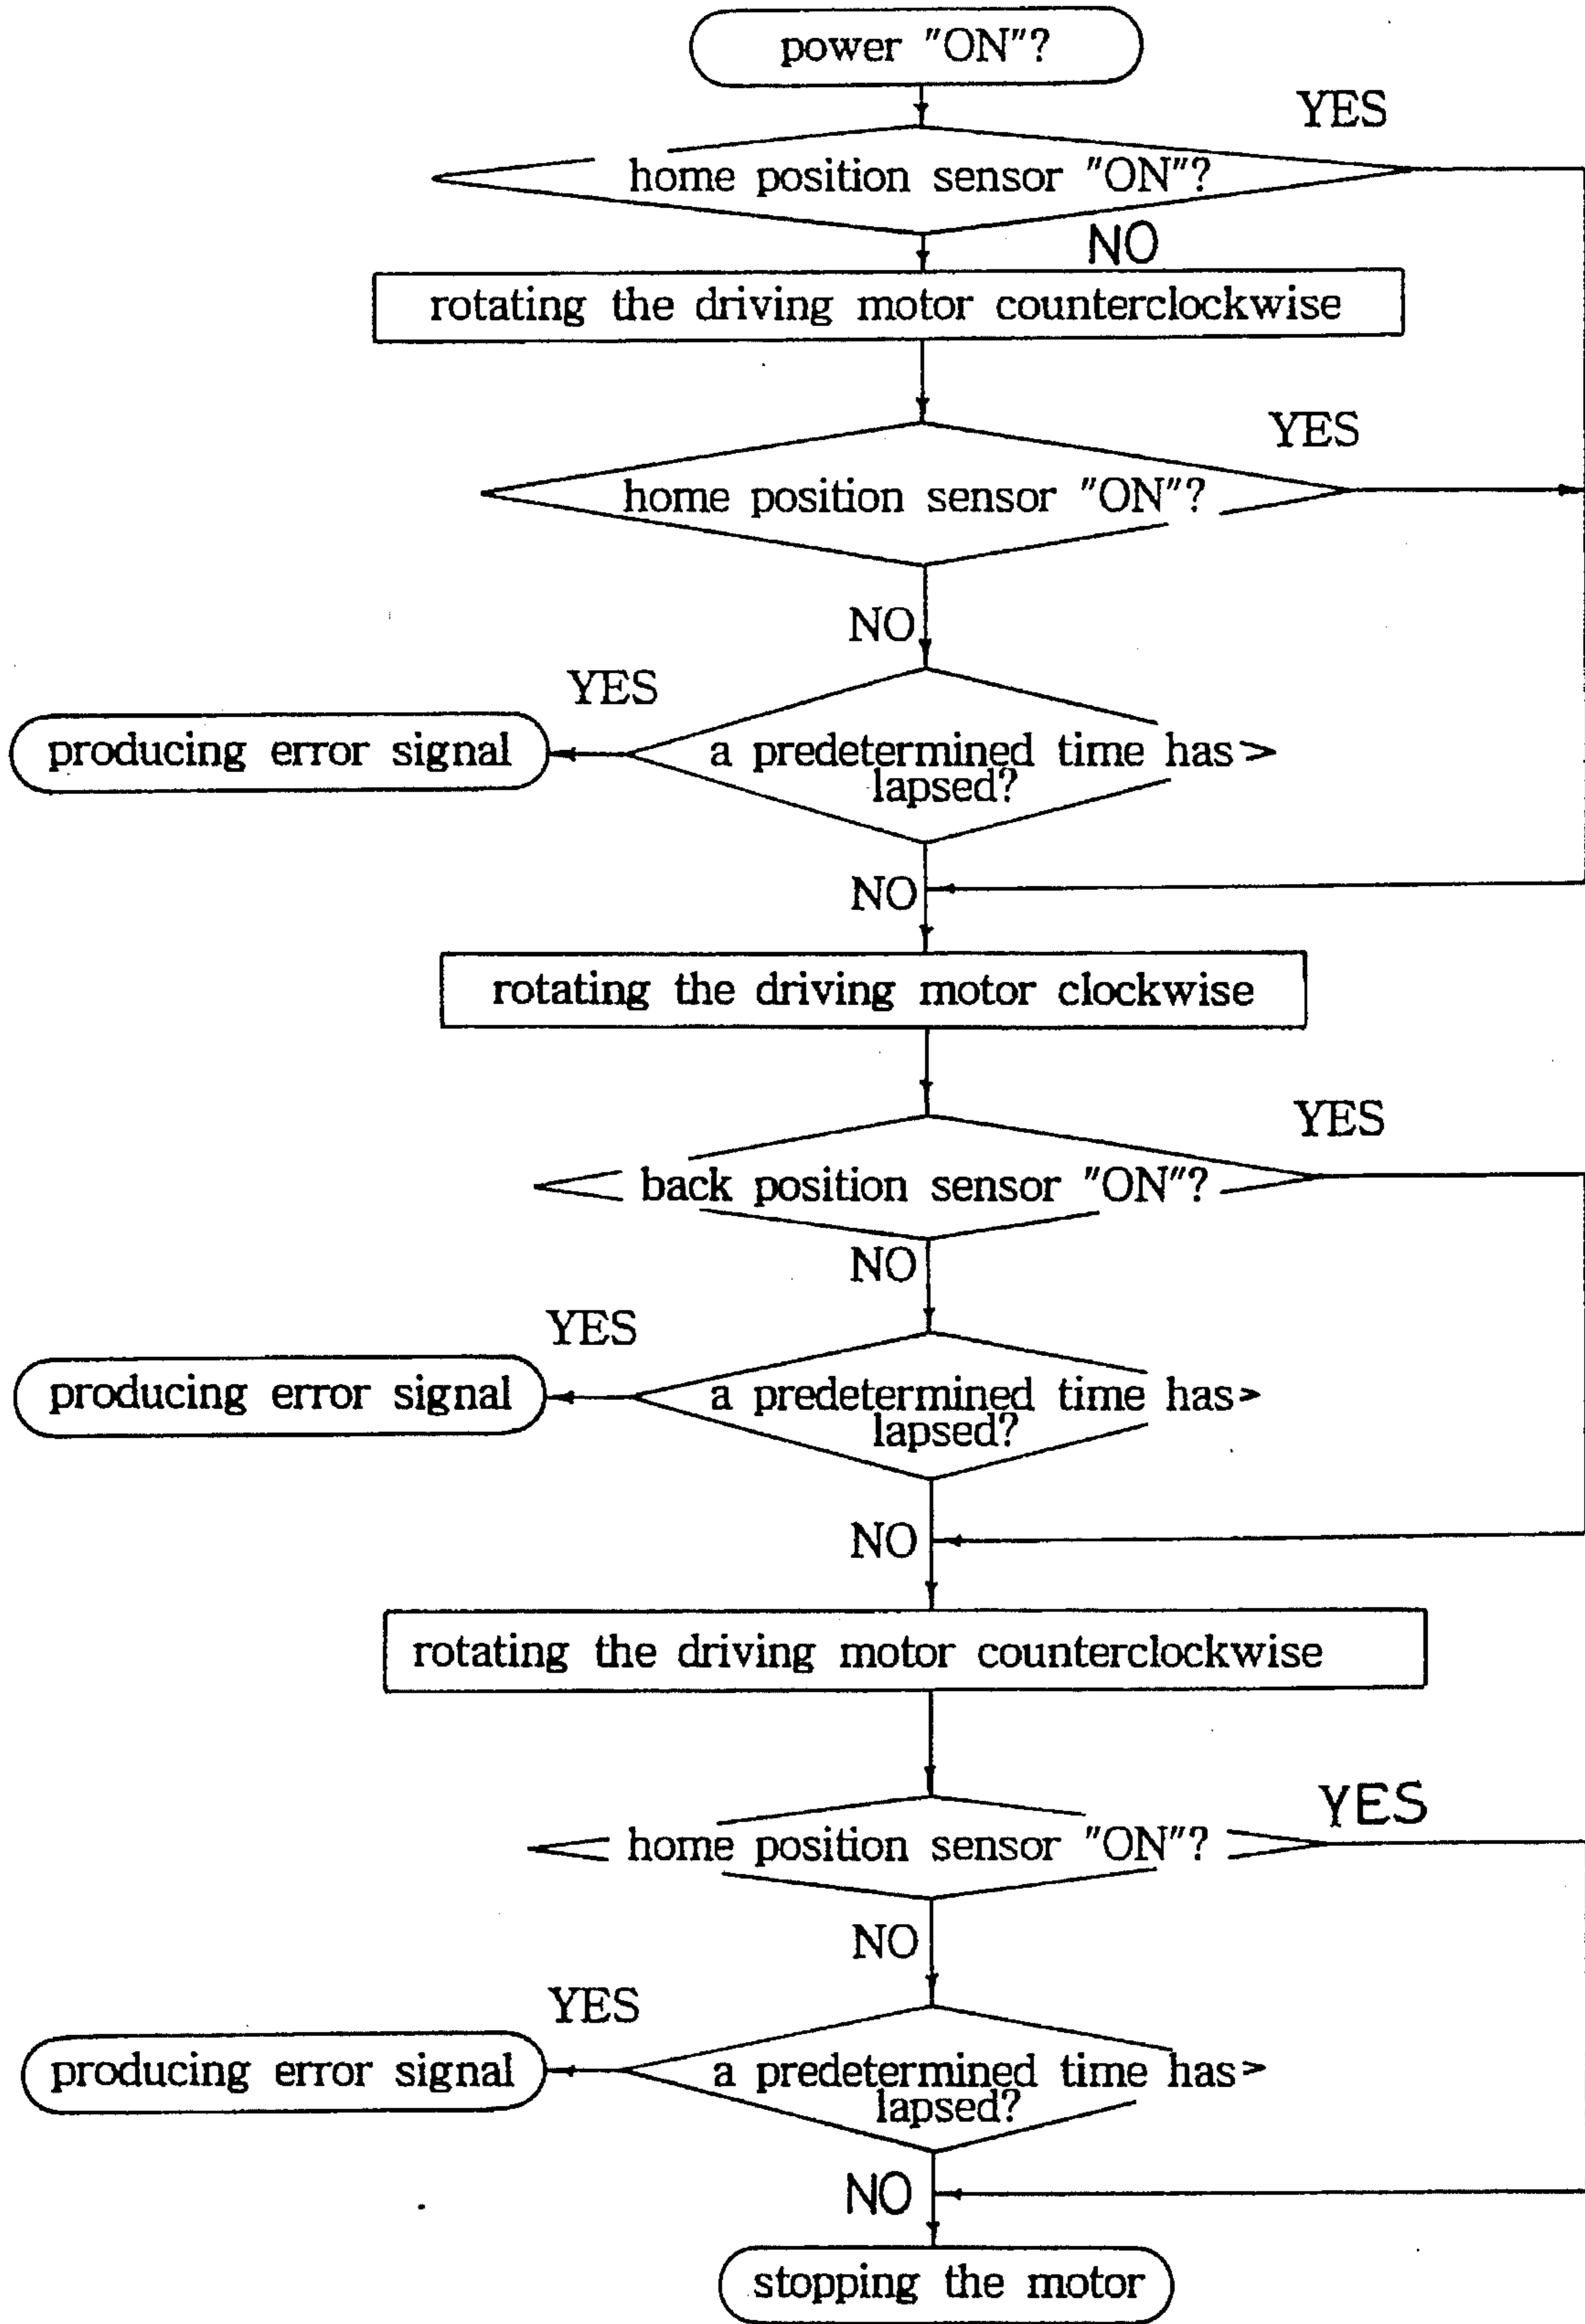 power "ON"?
YES
home position sensor "ON"?
NO
rotating the driving motor counterclockwise
YES
home position sensor "ON"?
NO
YES
producing error signal
a predetermined time has
lapsed?
NO
rotating the driving motor clockwise
YES
back position sensor "ON"?
NO
YES
producing error signal
a predetermined time has
lapsed?
NO
rotating the driving motor counterclockwise
YES
home position sensor "ON"?
NO
YES
producing error signal
a predetermined time has
lapsed?
NO
stopping the motor